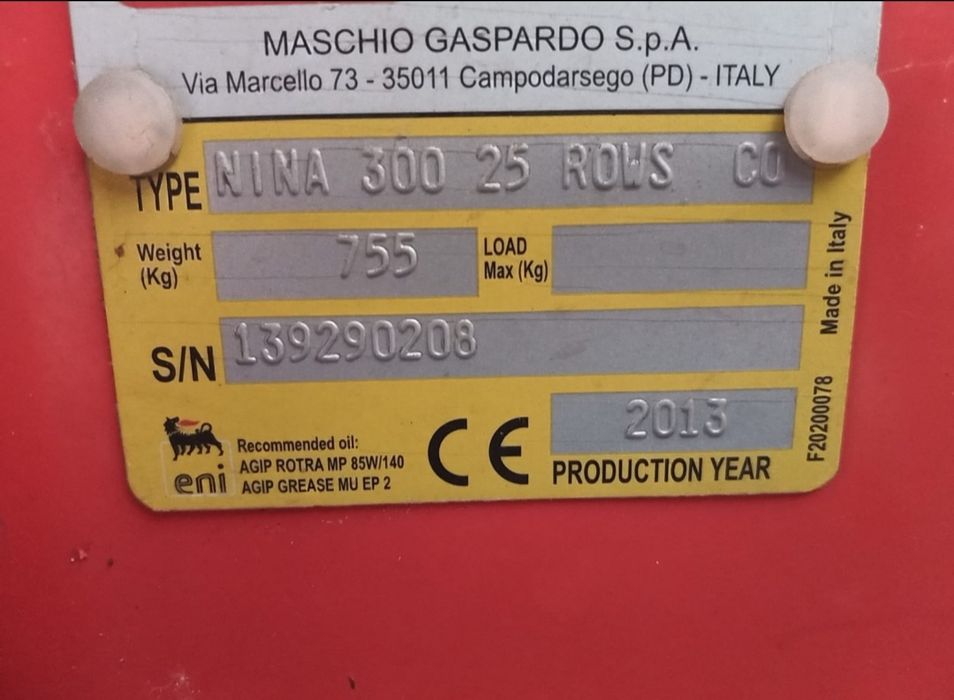 MASCHIO GASPARDO S.p.A.
Via Marcello 73 - 35011 Campodarsego (PD) - ITALY
TYPE NINA 300 25 ROWS CO
Weight (Kg) 755
LOAD Max (Kg)
S/N 139290208
eni
Recommended oil:
AGIP ROTRA MP 85W/140
AGIP GREASE MU EP 2
CE
2013
PRODUCTION YEAR
Made in Italy
F20200078